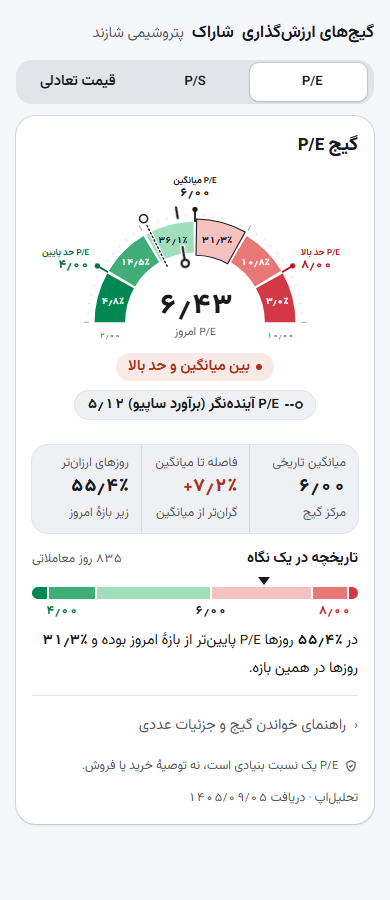 گیج‌های ارزش‌گذاری شاراک پتروشیمی شازند
P/E
P/S
قیمت تعادلی
گیج P/E
P/E میانگین
۶٫۰۰
P/E حد پایین
۴٫۰۰
P/E حد بالا
۸٫۰۰
۴٫۸٪
۱۴٫۵٪
۳۶٫۱٪
۳۱٫۳٪
۱۰٫۸٪
۳٫۰٪
۶٫۴۳
P/E امروز
۲٫۰۰
۱۰٫۰۰
بین میانگین و حد بالا
P/E آینده‌نگر (برآورد ساپیو) ۵٫۱۲
میانگین تاریخی
۶٫۰۰
مرکز گیج
فاصله تا میانگین
+۷٫۲٪
گران‌تر از میانگین
روزهای ارزان‌تر
۵۵٫۴٪
زیر بازهٔ امروز
تاریخچه در یک نگاه
۸۳۵ روز معاملاتی
۴٫۰۰
۶٫۰۰
۸٫۰۰
در ۵۵٫۴٪ روزها P/E پایین‌تر از بازهٔ امروز بوده و ۳۱٫۳٪
روزها در همین بازه.
‹ راهنمای خواندن گیج و جزئیات عددی
P/E یک نسبت بنیادی است، نه توصیهٔ خرید یا فروش.
تحلیل‌اپ · دریافت ۱۴۰۵/۰۹/۰۵